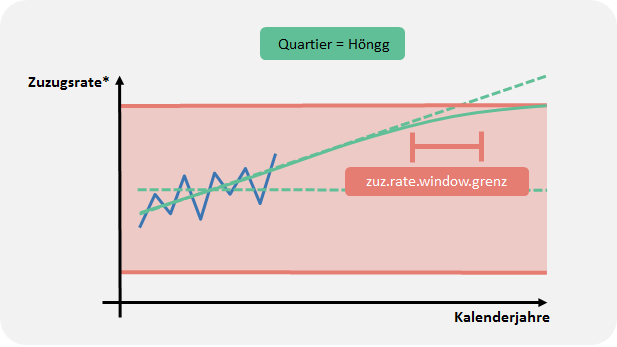 Quartier = Höngg
Zuzugsrate*
zuz.rate.window.grenz
Kalenderjahre